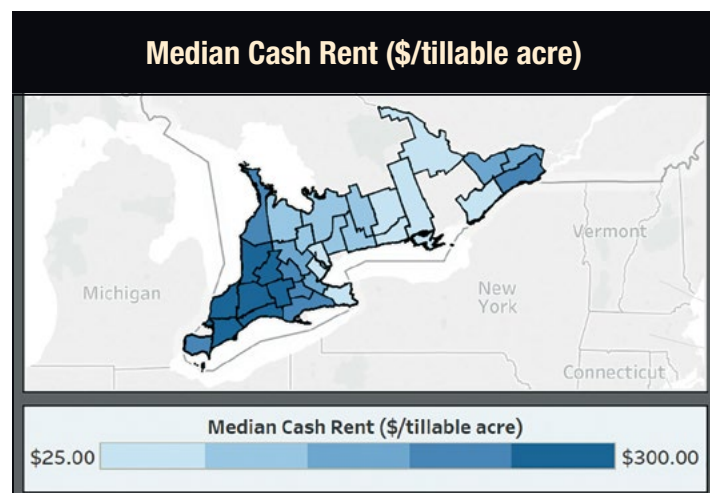 Median Cash Rent ($/tillable acre)
Michigan
Vermont
New
York
Connecticut
Median Cash Rent ($/tillable acre)
$25.00
$300.00